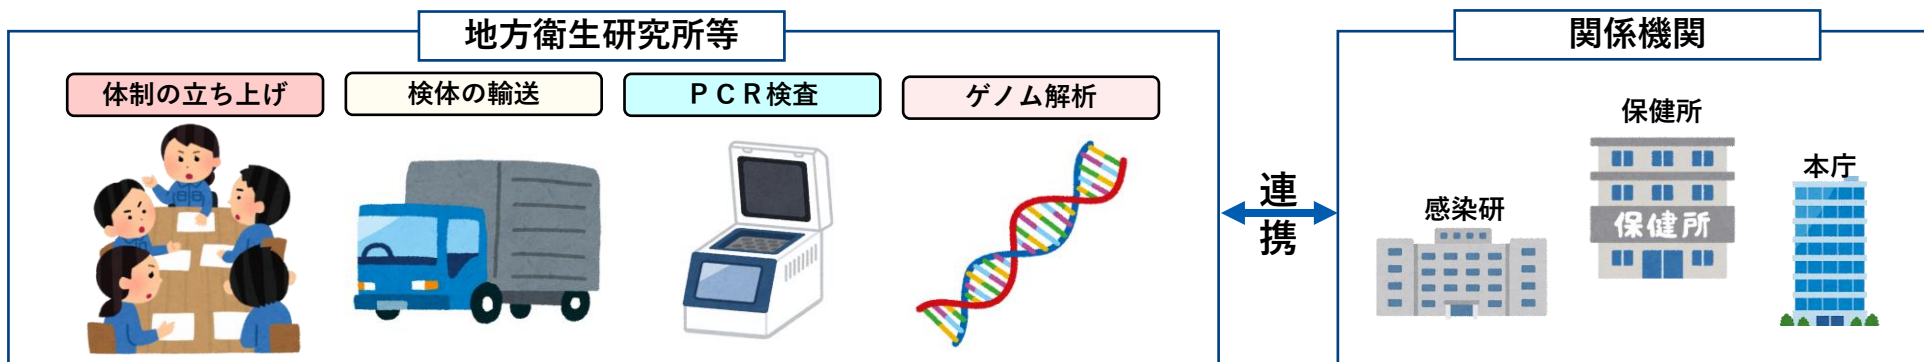 地方衛生研究所等
体制の立ち上げ
検体の輸送
ＰＣＲ検査
ゲノム解析
連携
関係機関
感染研
保健所
保健所
本庁